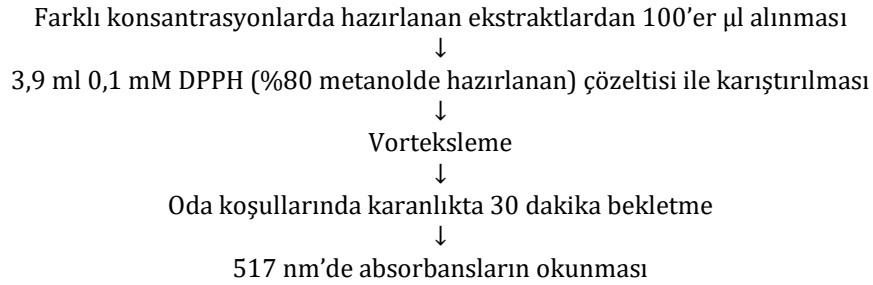 Farklı konsantrasyonlarda hazırlanan ekstraktlardan 100’er µl alınması
↓
3,9 ml 0,1 mM DPPH (%80 metanolde hazırlanan) çözeltisi ile karıştırılması
↓
Vorteksleme
↓
Oda koşullarında karanlıkta 30 dakika bekletme
↓
517 nm’de absorbansların okunması